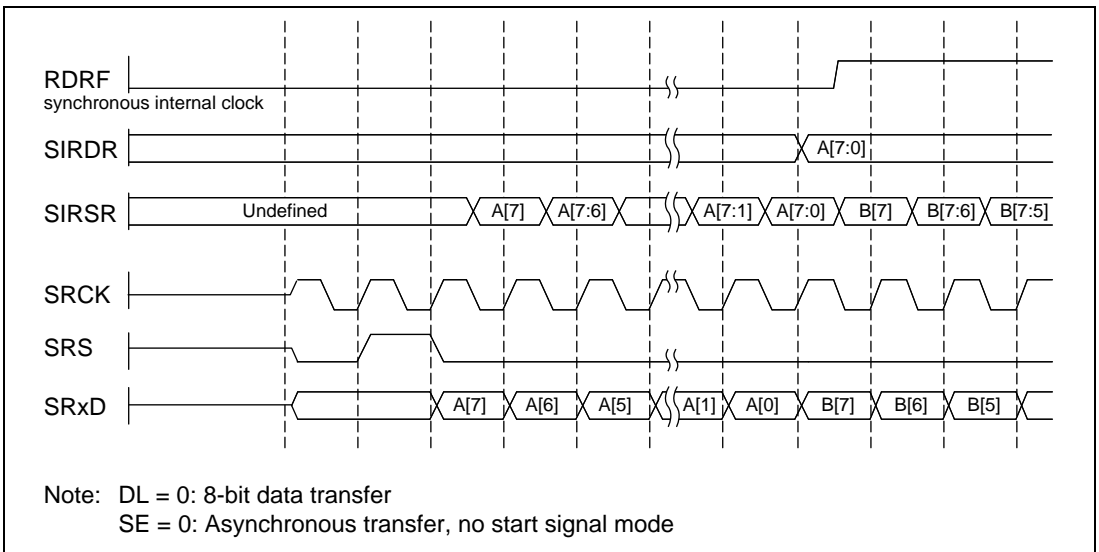 RDRF
synchronous internal clock
SIRDR
A[7:0]
SIRSR
Undefined A[7] A[7:6] A[7:1] A[7:0] B[7] B[7:6] B[7:5]
SRCK
SRS
SRxD
A[7] A[6] A[5] A[1] A[0] B[7] B[6] B[5]
Note: DL = 0: 8-bit data transfer
SE = 0: Asynchronous transfer, no start signal mode